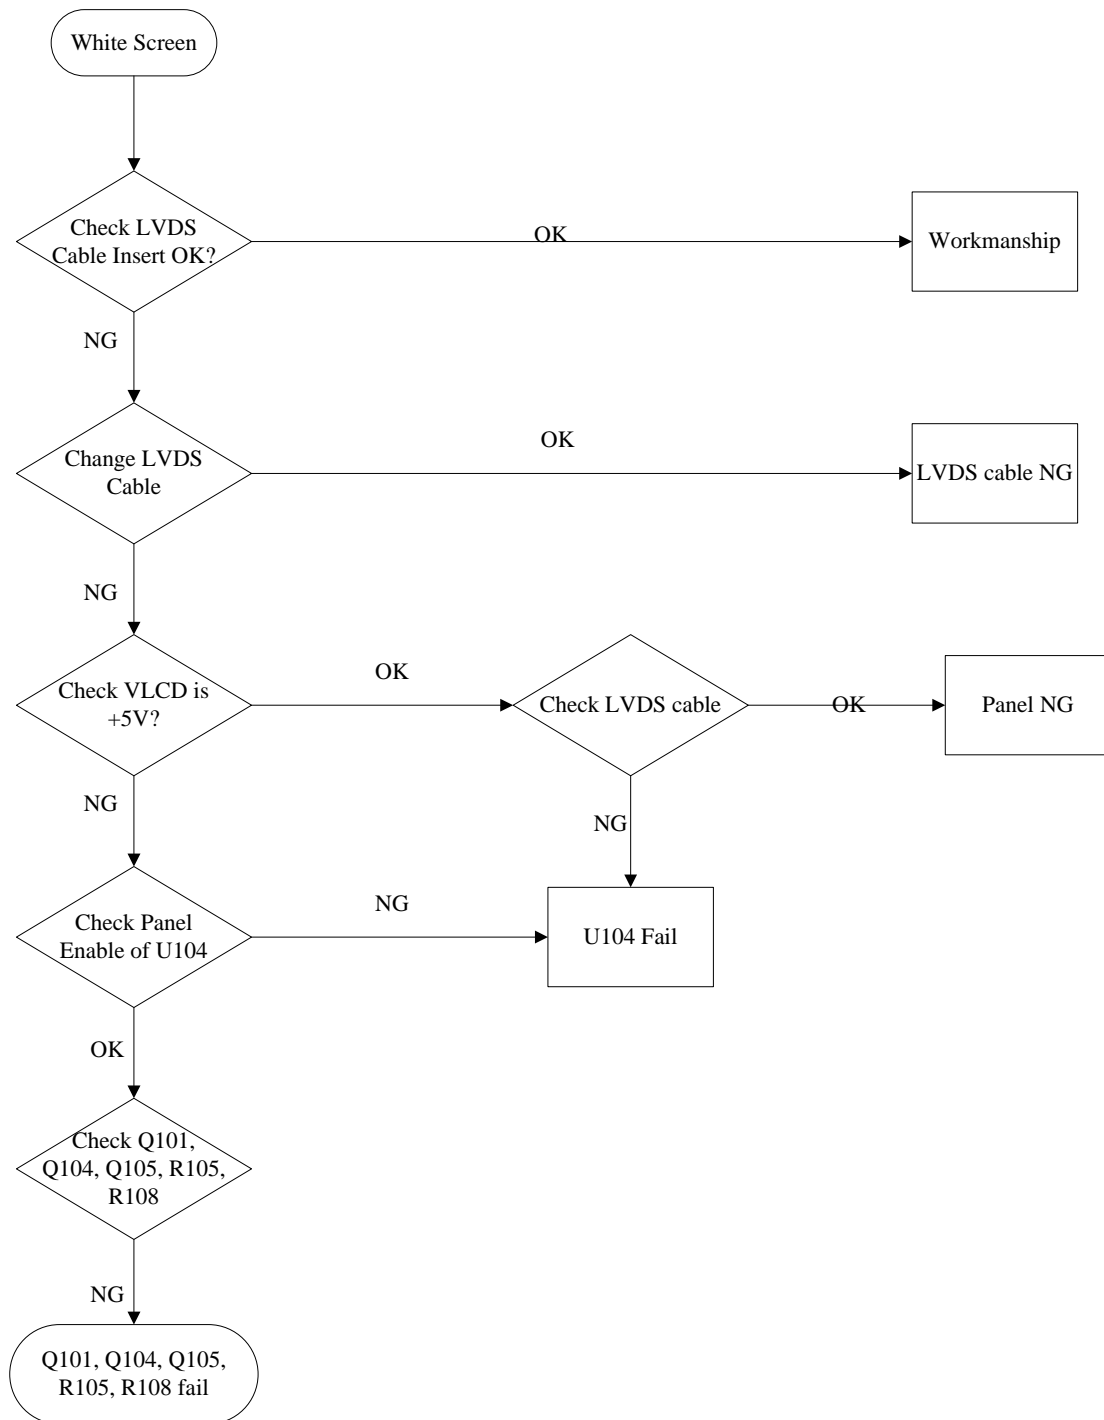 White Screen
Check LVDS
Cable Insert OK?
OK
Workmanship
NG
Change LVDS
Cable
OK
LVDS cable NG
NG
Check VLCD is
+5V?
OK
Check LVDS cable
OK
Panel NG
NG
NG
Check Panel
Enable of U104
NG
U104 Fail
OK
Check Q101,
Q104, Q105, R105,
R108
NG
Q101, Q104, Q105,
R105, R108 fail